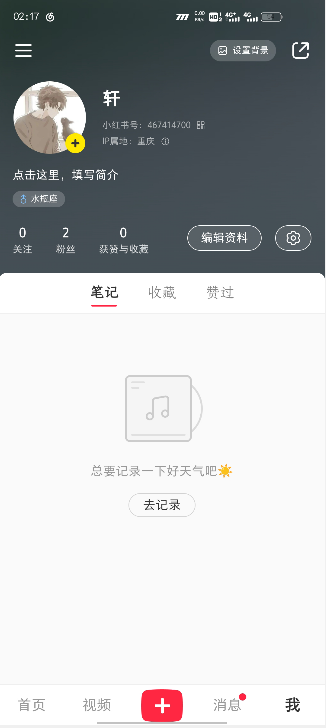 02:17
设置背景
轩
小红书号：467414700
IP属地：重庆
点击这里，填写简介
水瓶座
0 2 0
关注 粉丝 获赞与收藏
编辑资料
笔记 收藏 赞过
总要记录一下好天气吧
去记录
首页 视频 消息 我